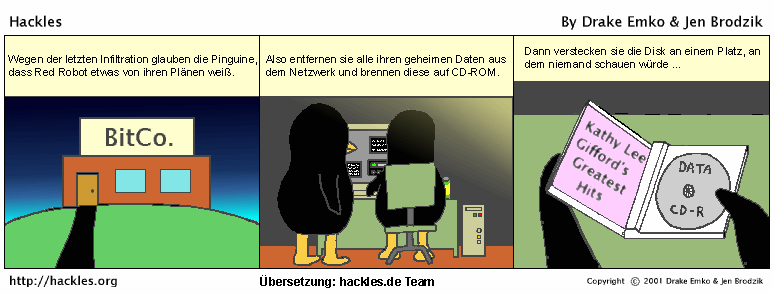 Hackles
By Drake Emko & Jen Brodzik
Wegen der letzten Infiltration glauben die Pinguine,
dass Red Robot etwas von ihren Plänen weiß.
BitCo.
Also entfernen sie alle ihren geheimen Daten aus
dem Netzwerk und brennen diese auf CD-ROM.
Dann verstecken sie die Disk an einem Platz, an
dem niemand schauen würde ...
Kathy Lee
Gifford's
Greatest
Hits
DATA
CD-R
http://hackles.org
Übersetzung: hackles.de Team
Copyright © 2001 Drake Emko & Jen Brodzik